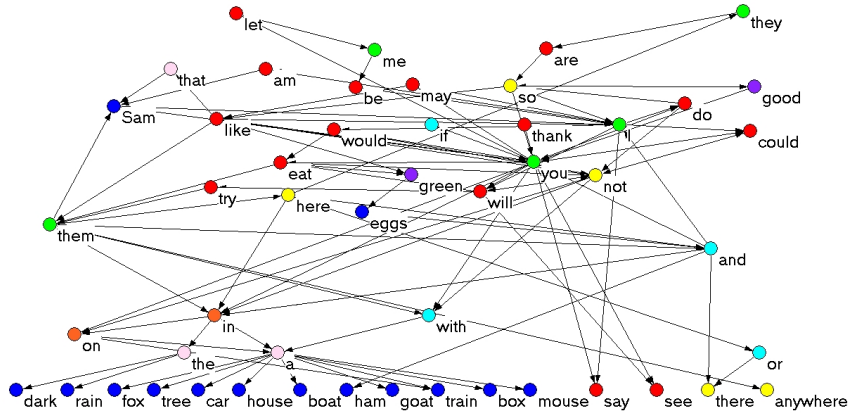 let
they
me
are
that
am
be
may
so
good
Sam
like
would
if
thank
I
do
could
eat
green
you
not
try
here
eggs
will
them
and
in
with
on
the
a
or
dark rain fox tree car house boat ham goat train box mouse say see there anywhere